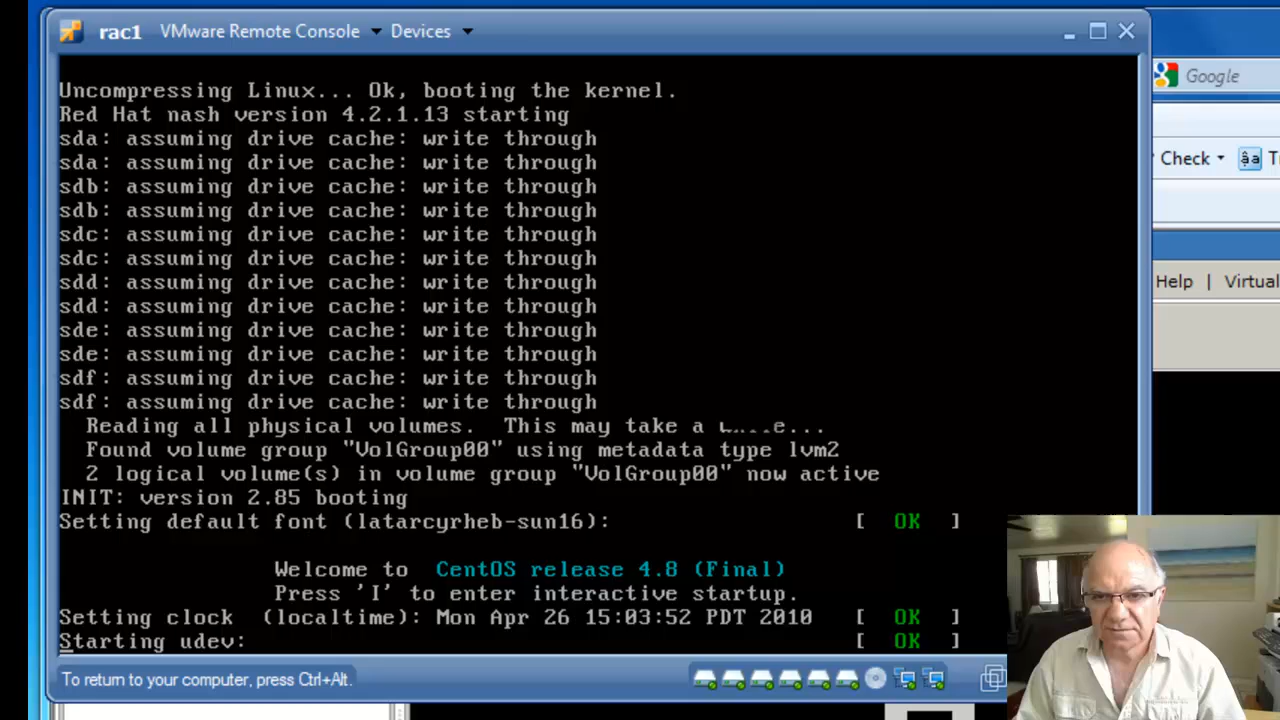 rac1 VMware Remote Console Devices
Google
Uncompressing Linux... Ok, booting the kernel.
Red Hat nash version 4.2.1.13 starting
sda: assuming drive cache: write through
sda: assuming drive cache: write through
Check
sdb: assuming drive cache: write through
sdb: assuming drive cache: write through
sdc: assuming drive cache: write through
sdc: assuming drive cache: write through
sdd: assuming drive cache: write through
Help | Virtual
sdd: assuming drive cache: write through
sde: assuming drive cache: write through
sde: assuming drive cache: write through
sdf: assuming drive cache: write through
sdf: assuming drive cache: write through
Reading all physical volumes. This may take a
Found volume group "VolGroup00" using metadata type lvm2
2 logical volume(s) in volume group "VolGroup00" now active
INIT: version 2.85 booting
Setting default font (latarcyrheb-sun16): [ OK ]
Welcome to CentOS release 4.8 (Final)
Press 'I' to enter interactive startup.
Setting clock (localtime): Mon Apr 26 15:03:52 PDT 2010 [ OK ]
Starting udev: [ OK ]
To return to your computer, press Ctrl+Alt.